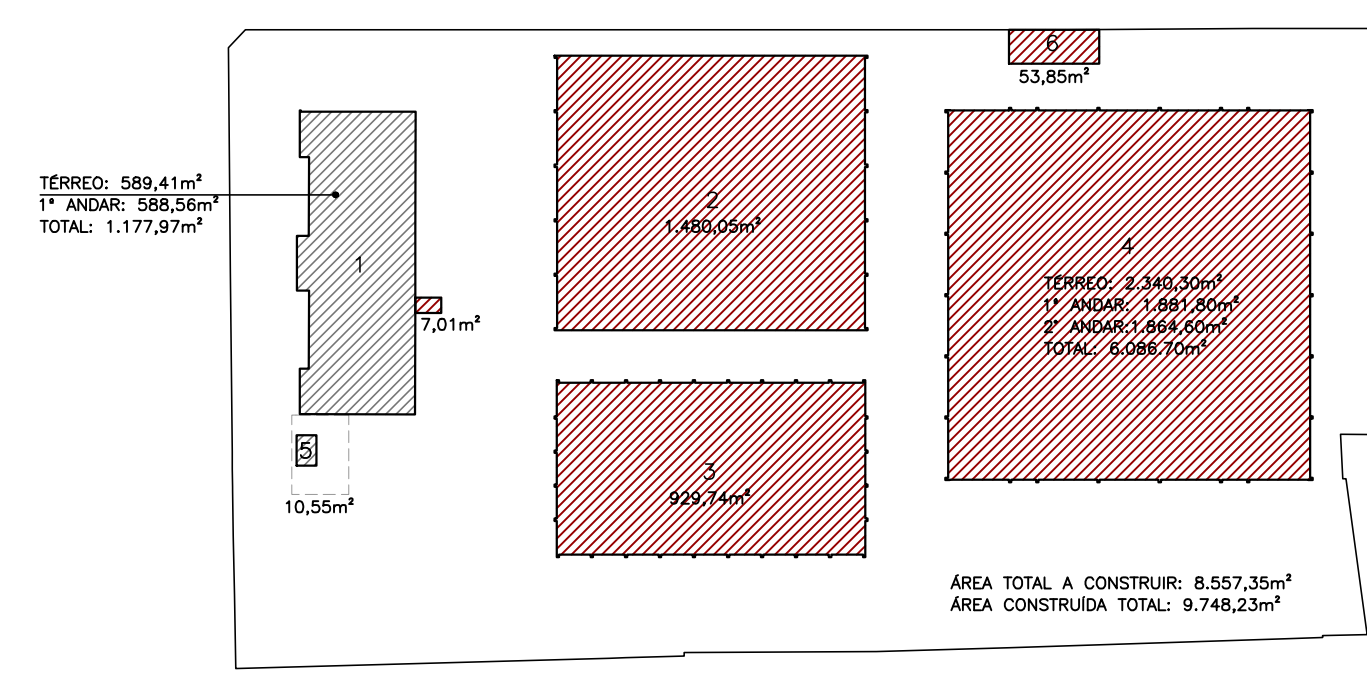 6
53,85m²
TÉRREO: 589,41m²
1° ANDAR: 588,56m²
TOTAL: 1.177,97m²
2
1.480,05m²
1
4
TÉRREO: 2.340,30m²
1° ANDAR: 1.881,80m²
2° ANDAR:1.864,60m²
TOTAL: 6.086.70m²
7,01m²
5
10,55m²
3
929,74m²
ÁREA TOTAL A CONSTRUIR: 8.557,35m²
ÁREA CONSTRUÍDA TOTAL: 9.748,23m²